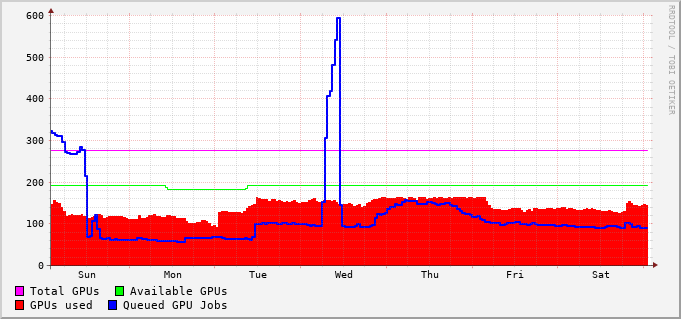 600
500
400
300
200
100
0
Sun Mon Tue Wed Thu Fri Sat
Total GPUs Available GPUs
GPUs used Queued GPU Jobs
RRDTOOL / TOBI OETIKER